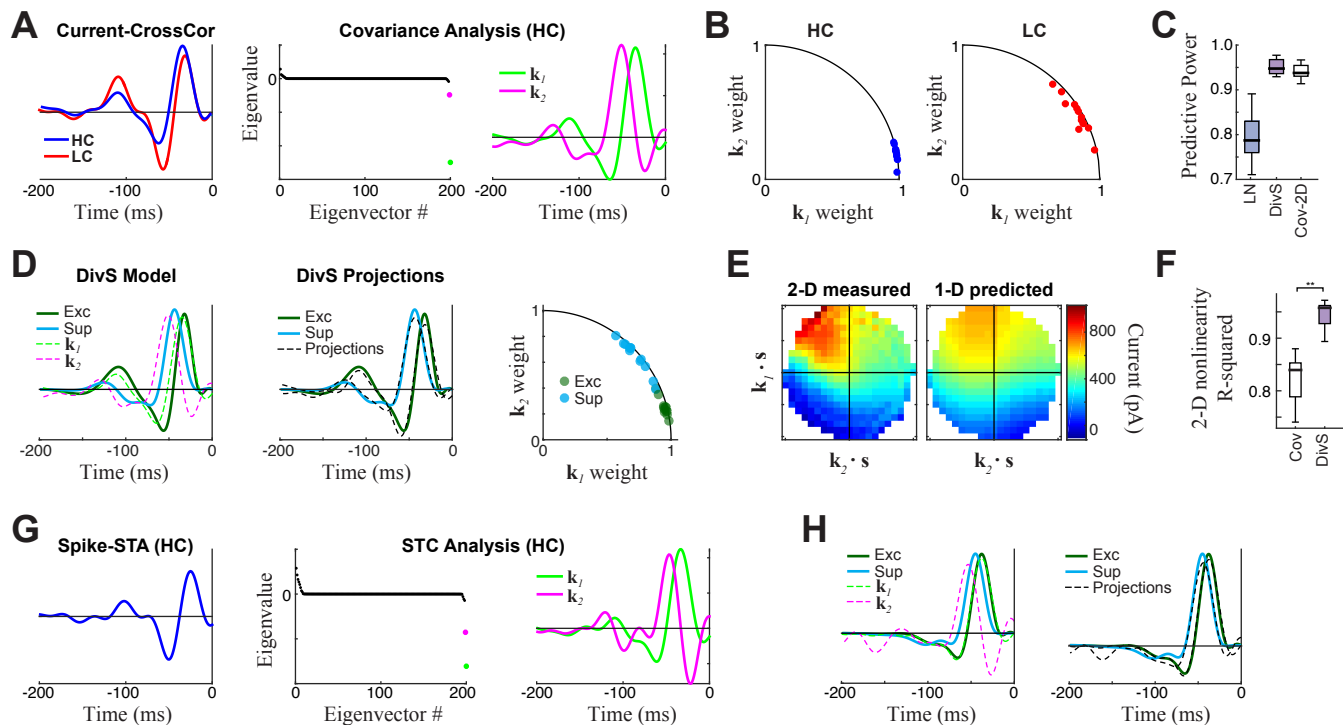 A
Current-CrossCor
HC
LC
-200
-100
0
Time (ms)
Covariance Analysis (HC)
Eigenvalue
0
0
100
200
Eigenvector #
k1
k2
-200
-100
0
Time (ms)
B
HC
k2 weight
1
0
0
1
k1 weight
LC
k2 weight
1
0
0
1
k1 weight
C
Predictive Power
1.0
0.9
0.8
0.7
LN
DivS
Cov-2D
D
DivS Model
Exc
Sup
k1
k2
-200
-100
0
Time (ms)
DivS Projections
Exc
Sup
Projections
-200
-100
0
Time (ms)
k2 weight
1
0
Exc
Sup
0
1
k1 weight
E
2-D measured
1-D predicted
k1 · s
k2 · s
k2 · s
800
400
0
Current (pA)
F
2-D nonlinearity
R-squared
**
0.9
0.8
Cov
DivS
G
Spike-STA (HC)
-200
-100
0
Time (ms)
STC Analysis (HC)
Eigenvalue
0
0
100
200
Eigenvector #
k1
k2
-200
-100
0
Time (ms)
H
Exc
Sup
k1
k2
-200
-100
0
Time (ms)
Exc
Sup
Projections
-200
-100
0
Time (ms)